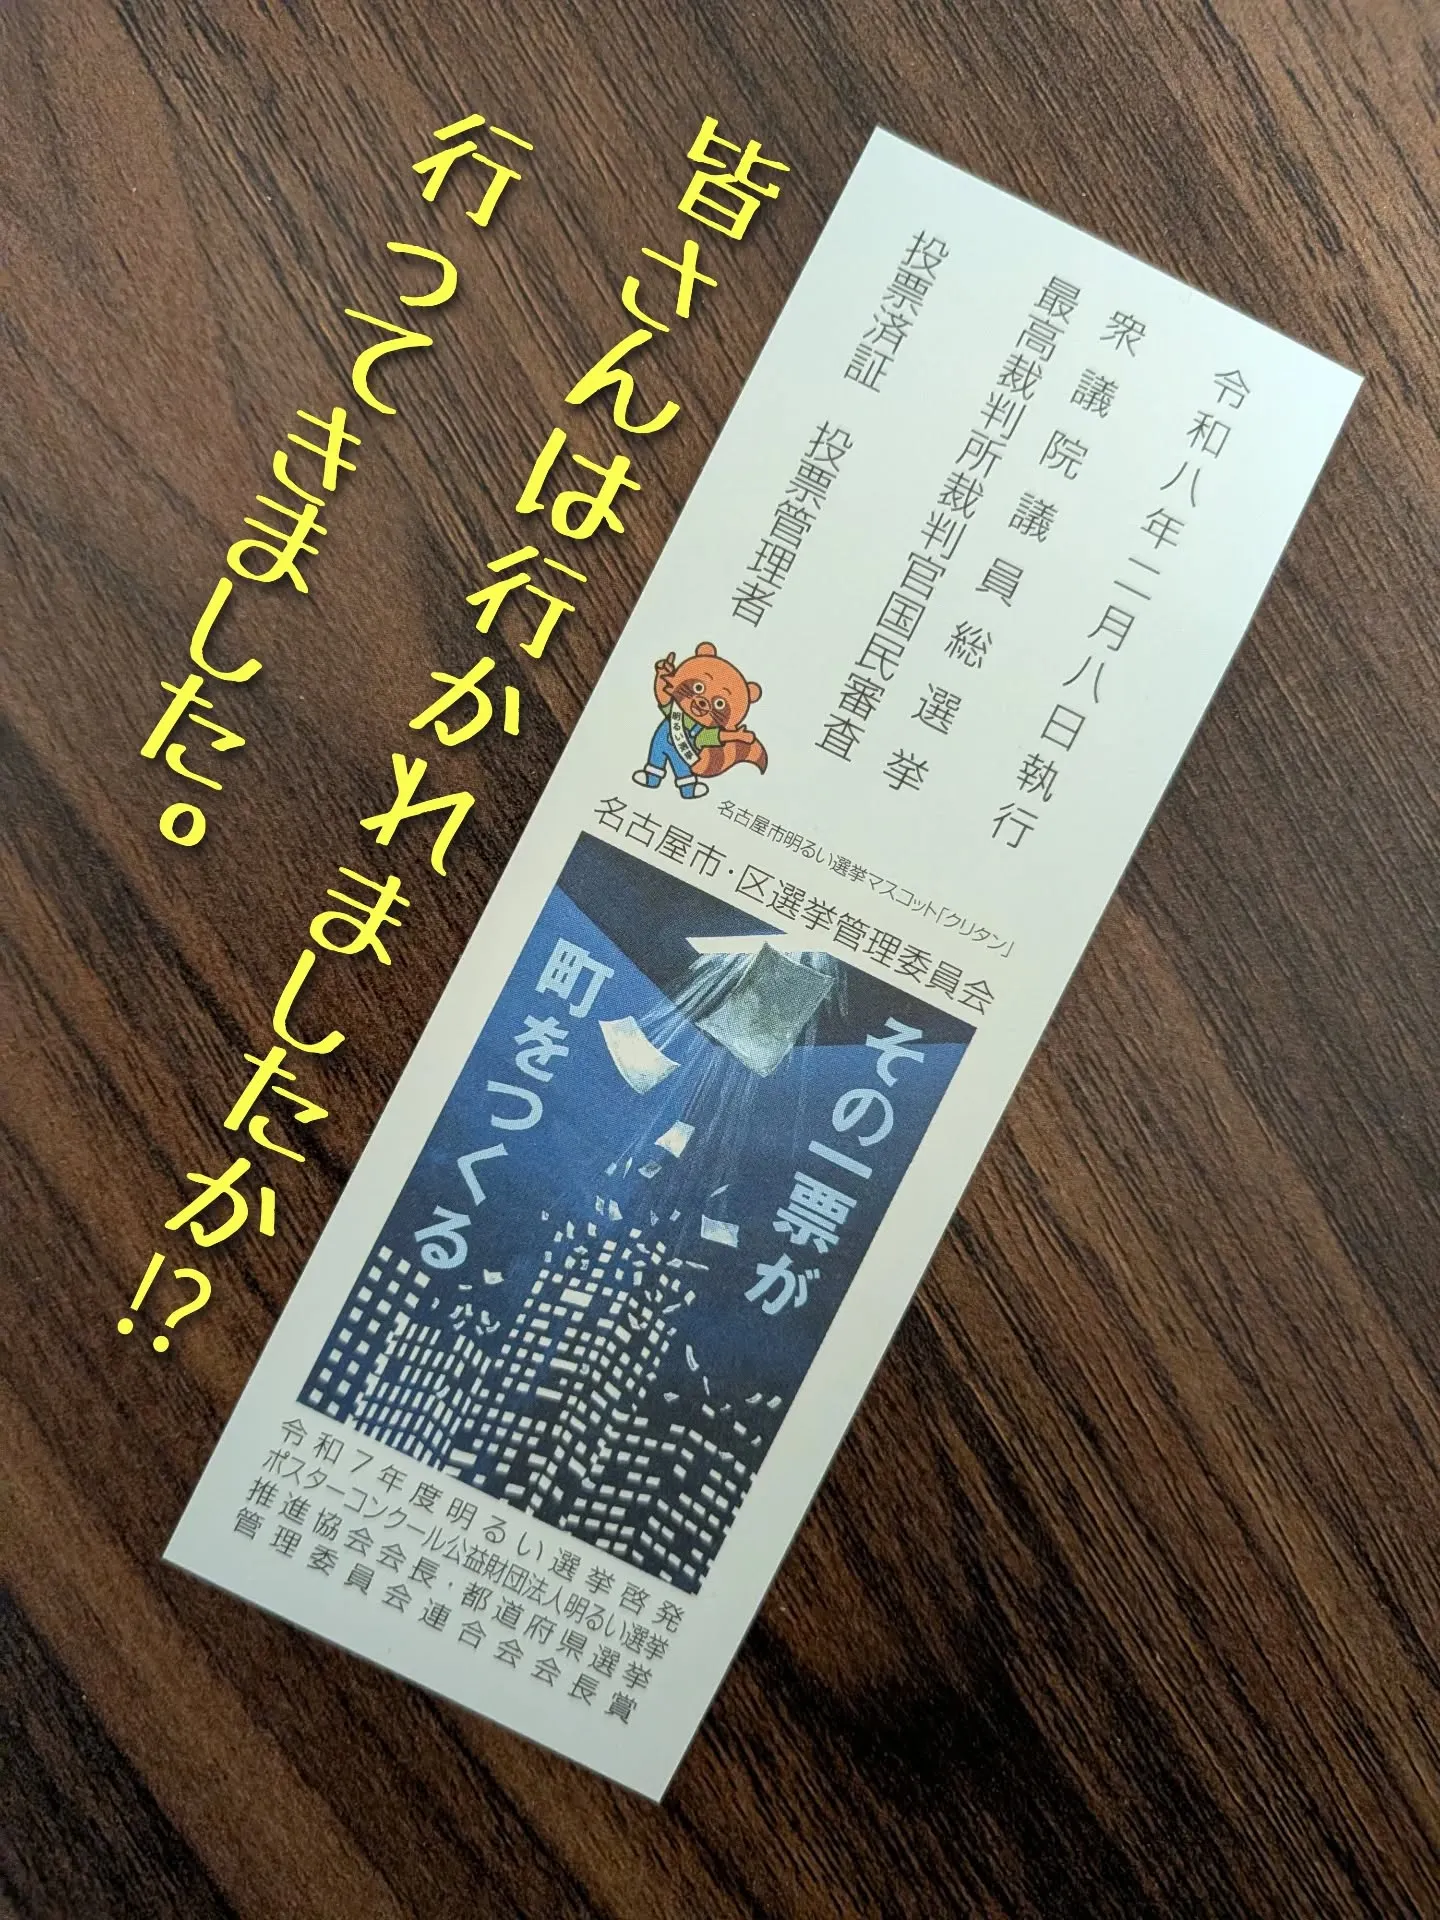 皆さんは行かれましたか!?
行ってきました。
令和八年二月八日執行
衆議院議員総選挙
最高裁判所裁判官国民審査
投票済証 投票管理者
明るい選挙
名古屋市明るい選挙マスコット「クリタン」
名古屋市・区選挙管理委員会
その一票が
町をつくる
令和7年度明るい選挙啓発
ポスターコンクール公益財団法人明るい選挙
推進協会会長・都道府県選挙
管理委員会連合会会長賞